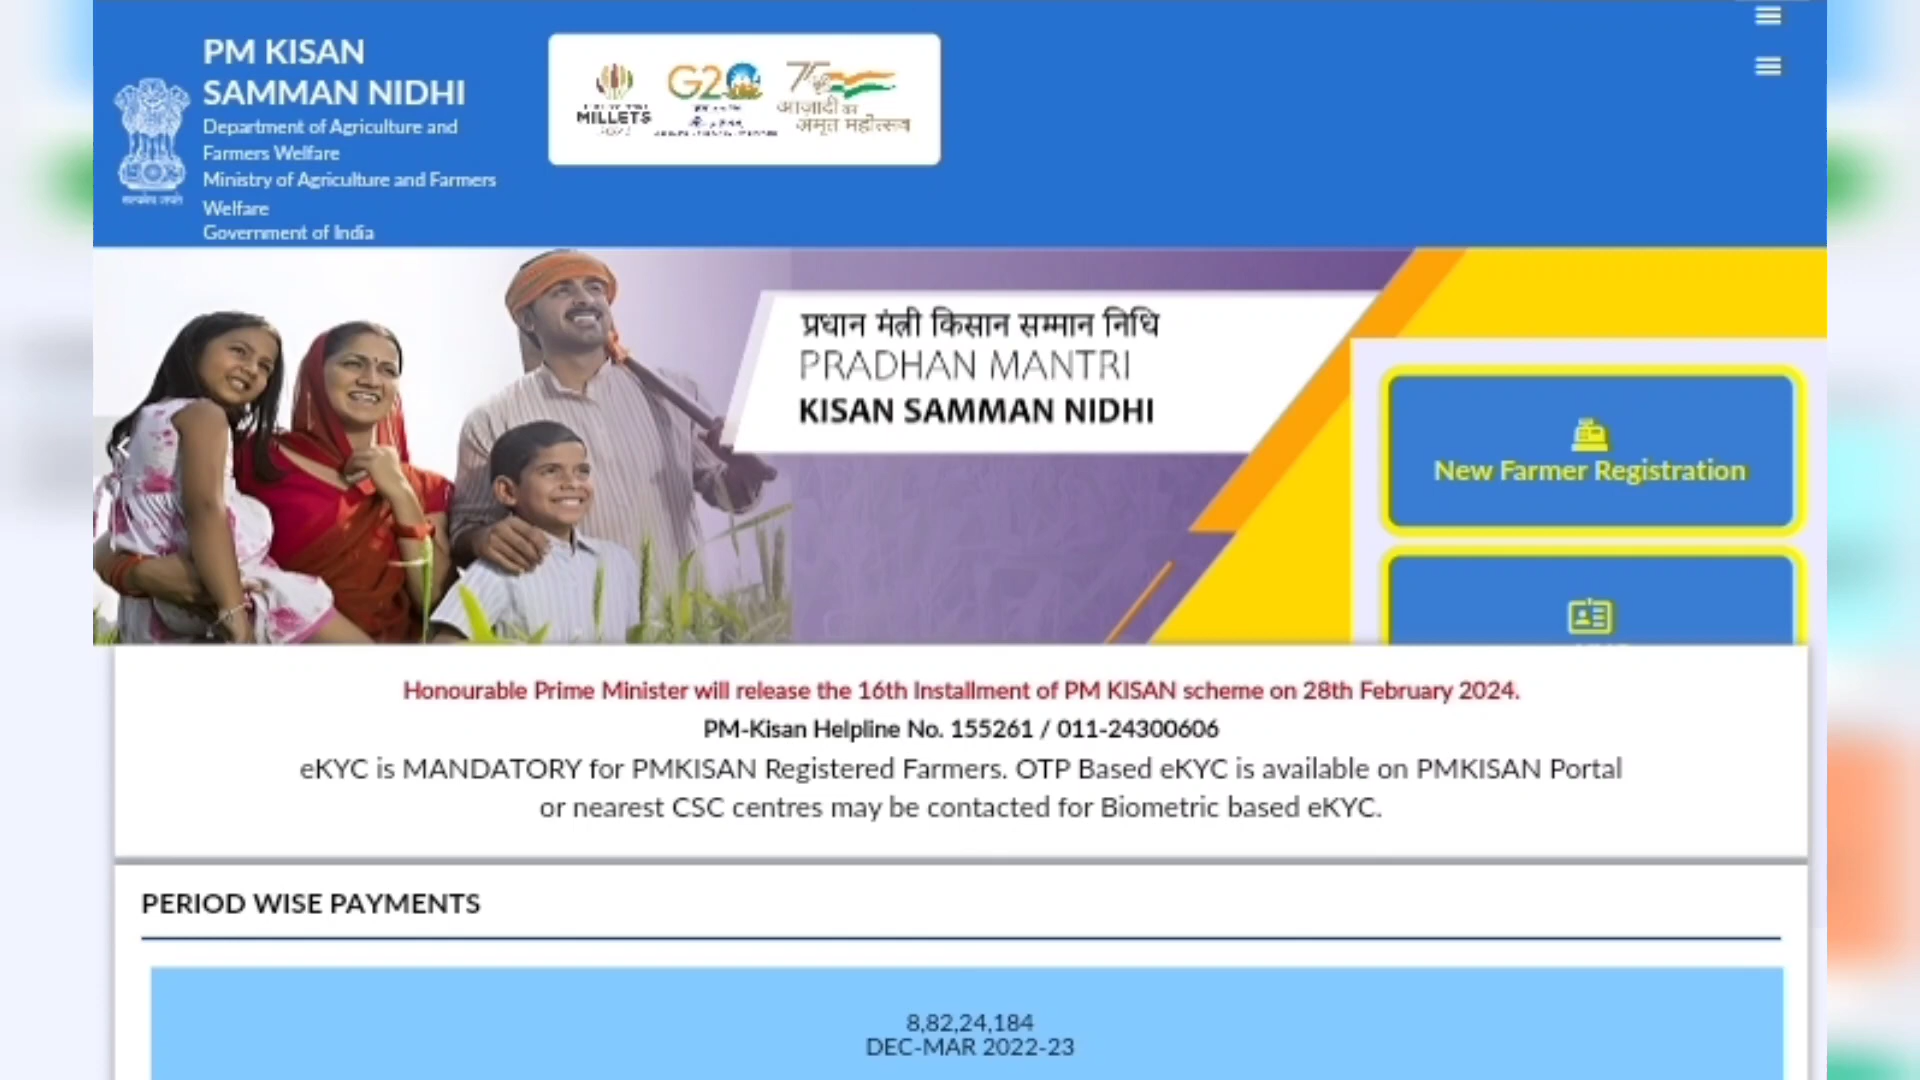 PM KISAN
SAMMAN NIDHI
Department of Agriculture and
Farmers Welfare
Ministry of Agriculture and Farmers
Welfare
Government of India
MILLETS
G20
75
आज़ादी का
अमृत महोत्सव
प्रधान मंत्री किसान सम्मान निधि
PRADHAN MANTRI
KISAN SAMMAN NIDHI
New Farmer Registration
Honourable Prime Minister will release the 16th Installment of PM KISAN scheme on 28th February 2024.
PM-Kisan Helpline No. 155261 / 011-24300606
eKYC is MANDATORY for PMKISAN Registered Farmers. OTP Based eKYC is available on PMKISAN Portal
or nearest CSC centres may be contacted for Biometric based eKYC.
PERIOD WISE PAYMENTS
8,82,24,184
DEC-MAR 2022-23